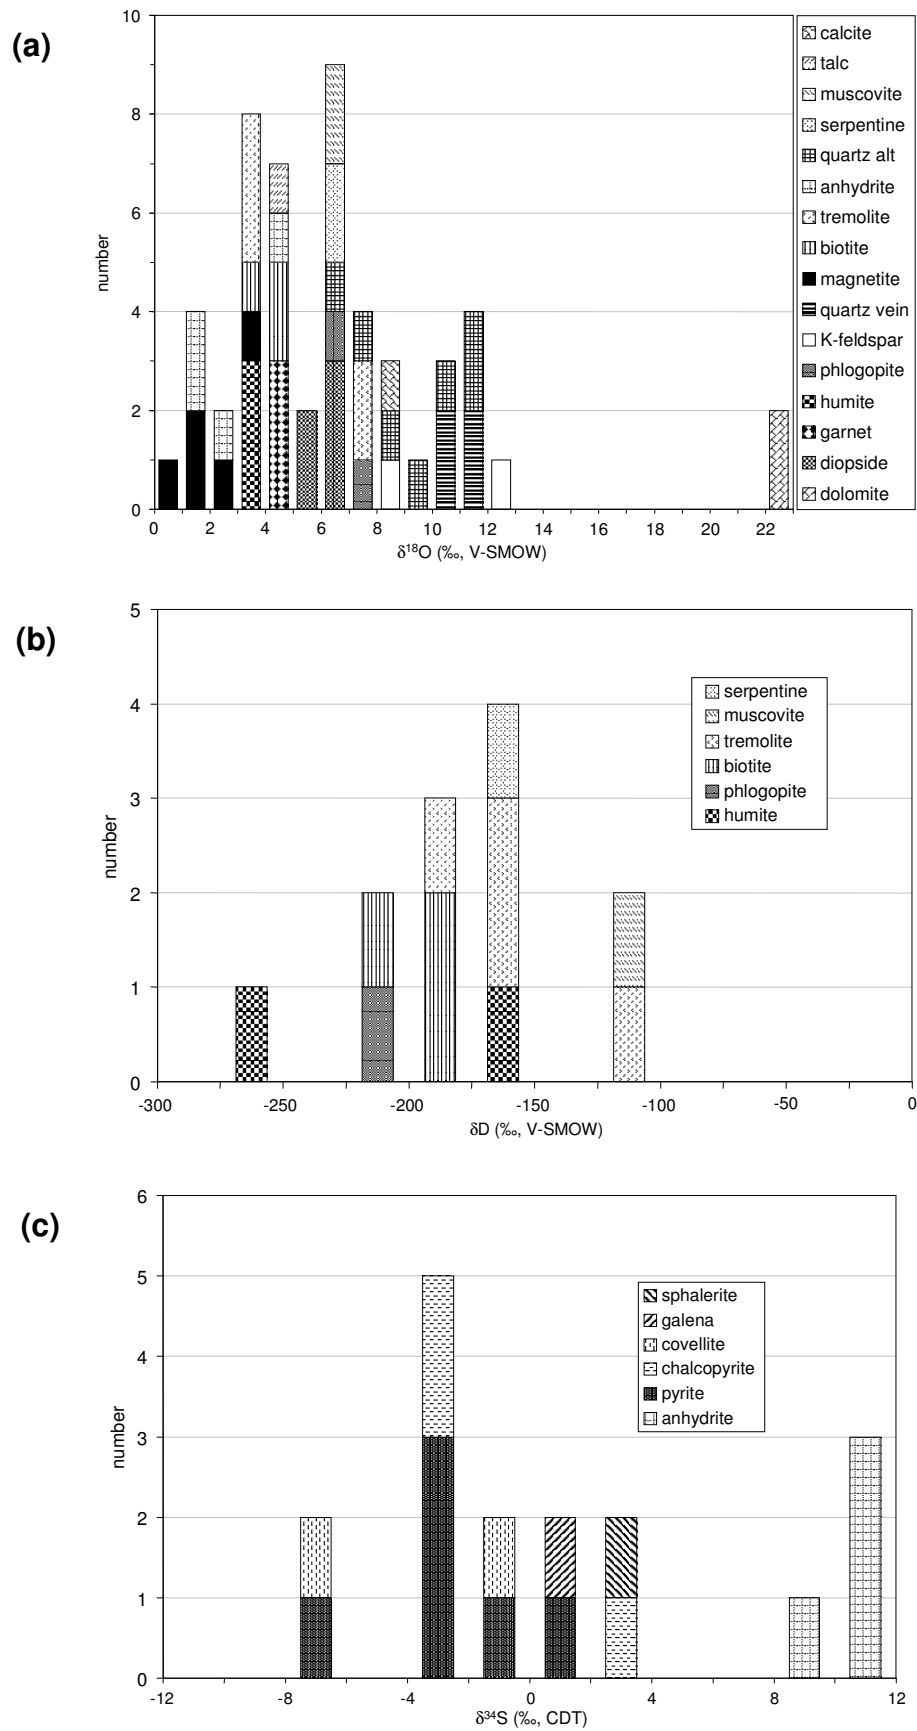 (a)
10
8
6
4
2
0
number
0 2 4 6 8 10 12 14 16 18 20 22
δ¹⁸O (‰, V-SMOW)
calcite
talc
muscovite
serpentine
quartz alt
anhydrite
tremolite
biotite
magnetite
quartz vein
K-feldspar
phlogopite
humite
garnet
diopside
dolomite
(b)
5
4
3
2
1
0
number
-300 -250 -200 -150 -100 -50 0
δD (‰, V-SMOW)
serpentine
muscovite
tremolite
biotite
phlogopite
humite
(c)
6
5
4
3
2
1
0
number
-12 -8 -4 0 4 8 12
δ³⁴S (‰, CDT)
sphalerite
galena
covellite
chalcopyrite
pyrite
anhydrite